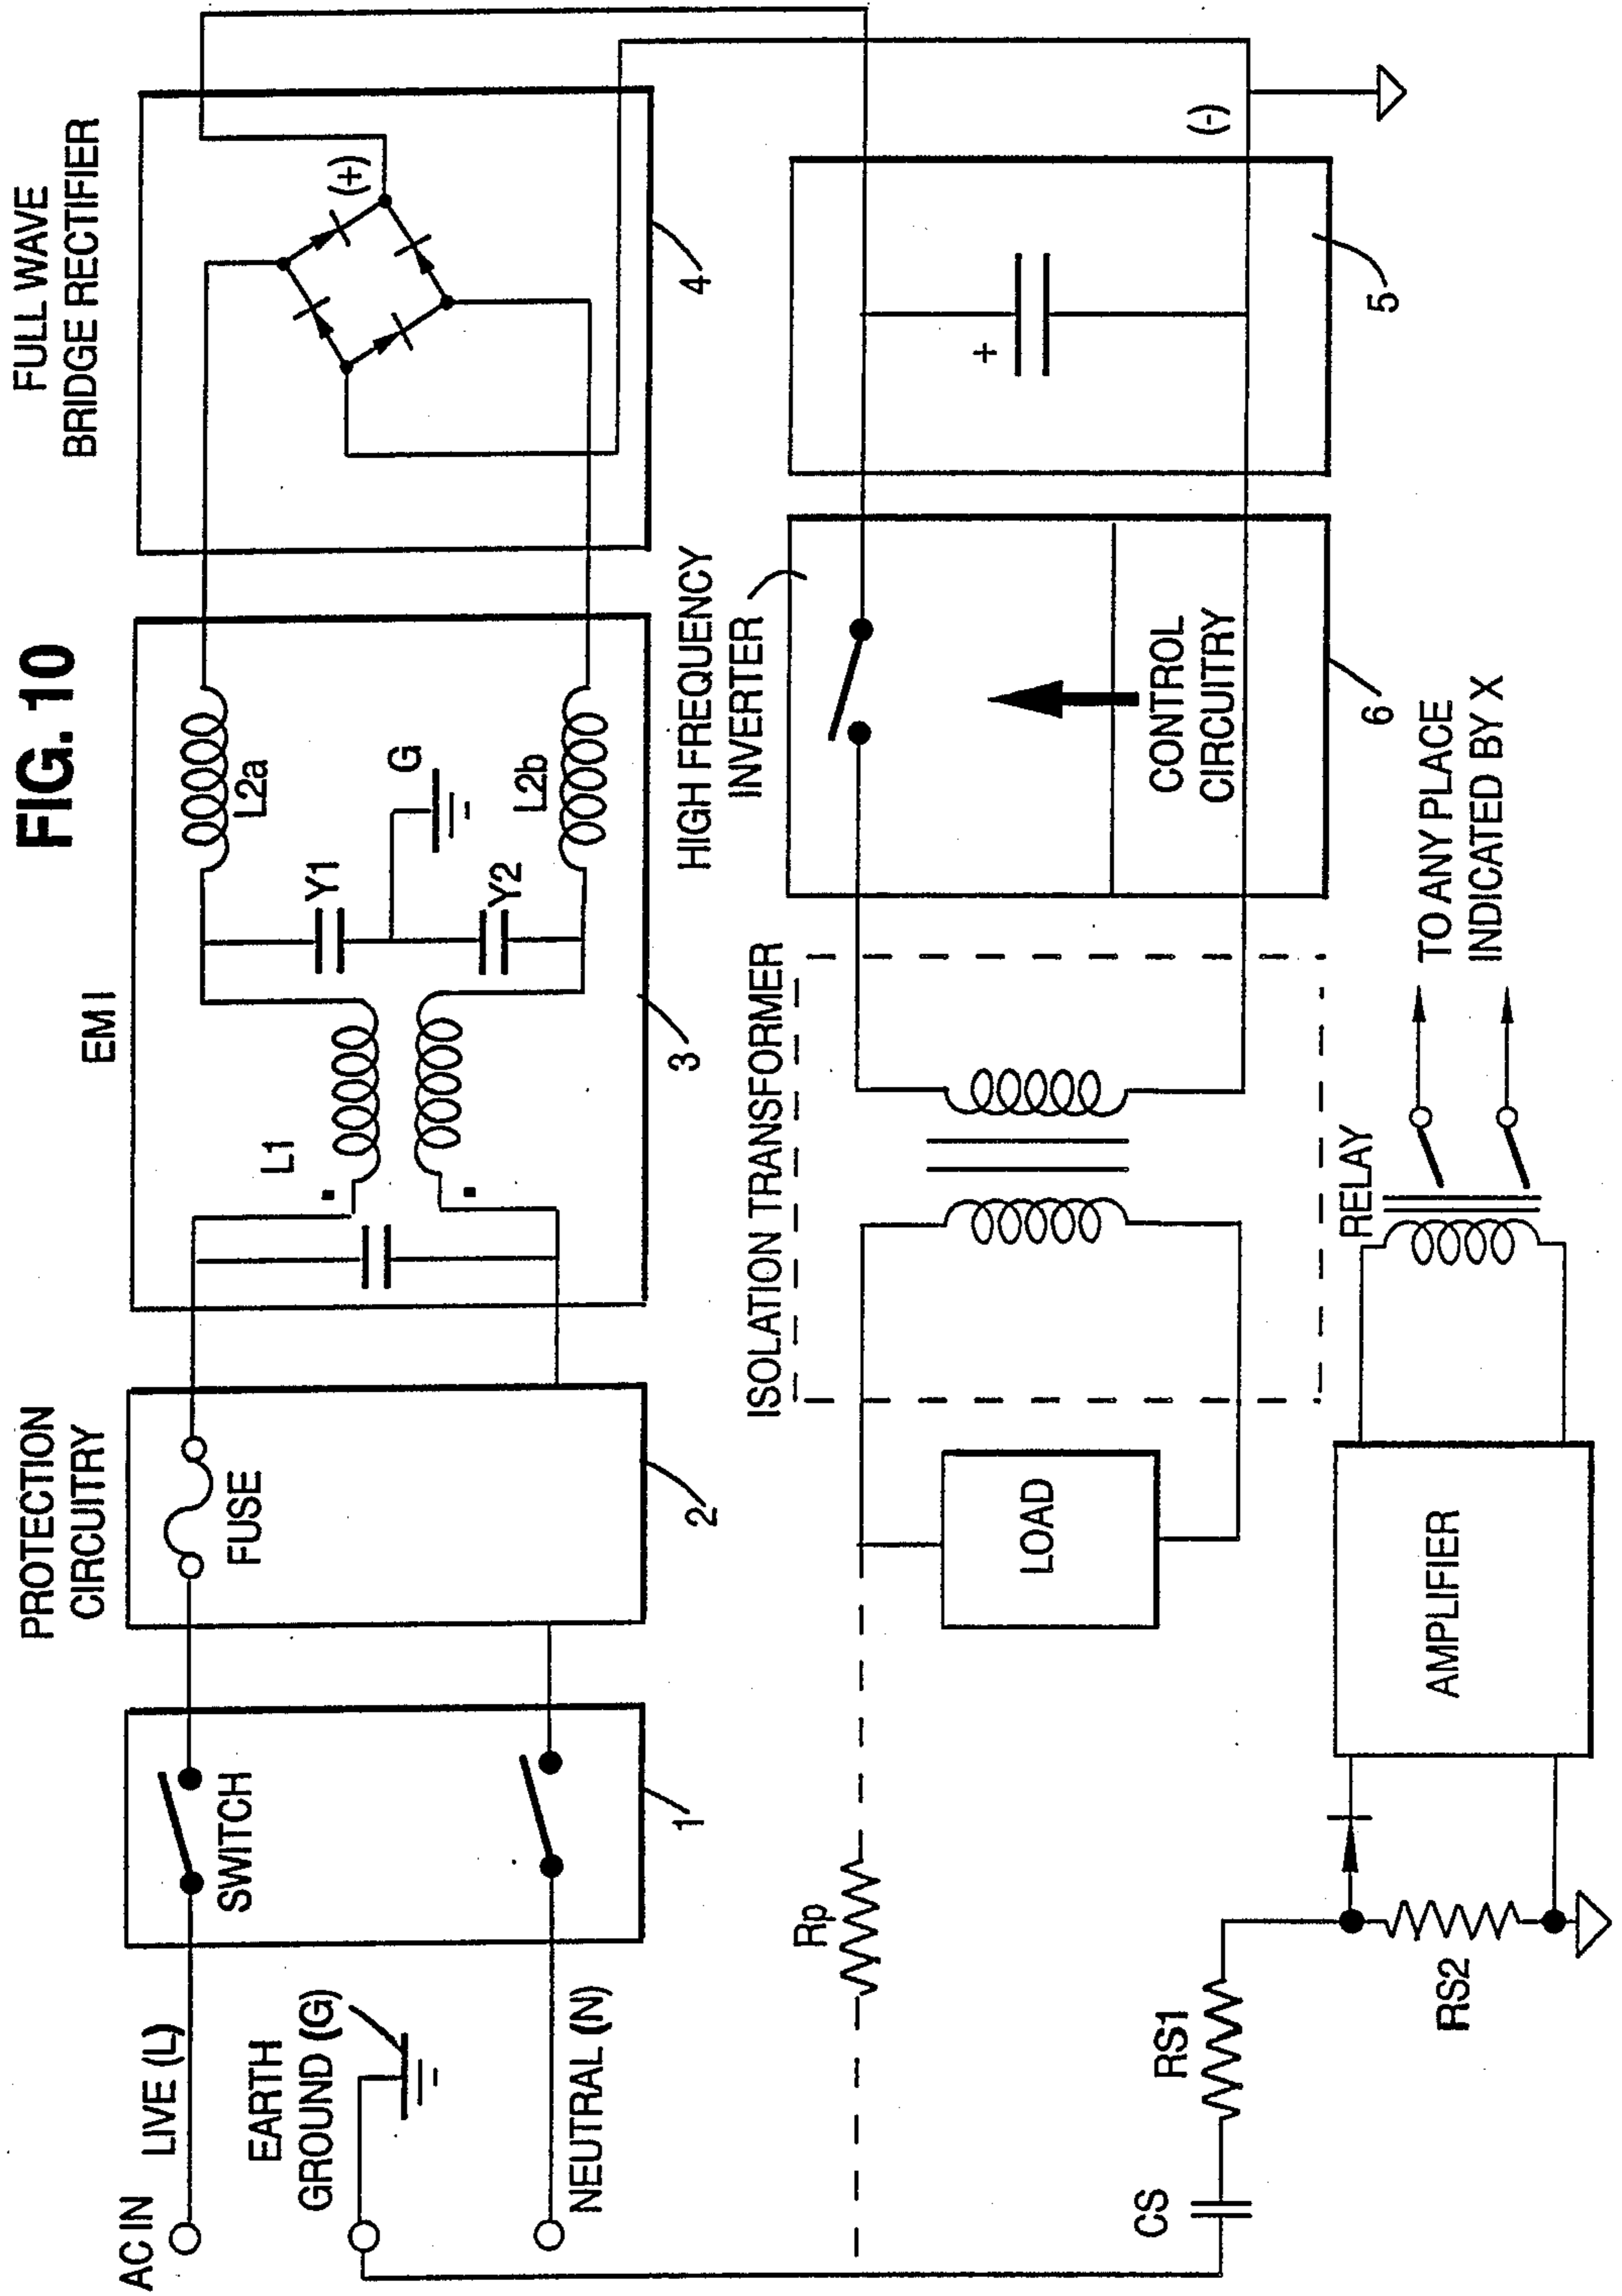 FIG. 10
AC IN
LIVE (L)
EARTH
GROUND (G)
NEUTRAL (N)
SWITCH
1
PROTECTION
CIRCUITRY
FUSE
2
EMI
L1
Y1
Y2
G
L2a
L2b
3
FULL WAVE
BRIDGE RECTIFIER
(+)
4
Rp
LOAD
ISOLATION TRANSFORMER
HIGH FREQUENCY
INVERTER
CONTROL
CIRCUITRY
6
+
(-)
5
CS
RS1
RS2
AMPLIFIER
RELAY
TO ANY PLACE
INDICATED BY X